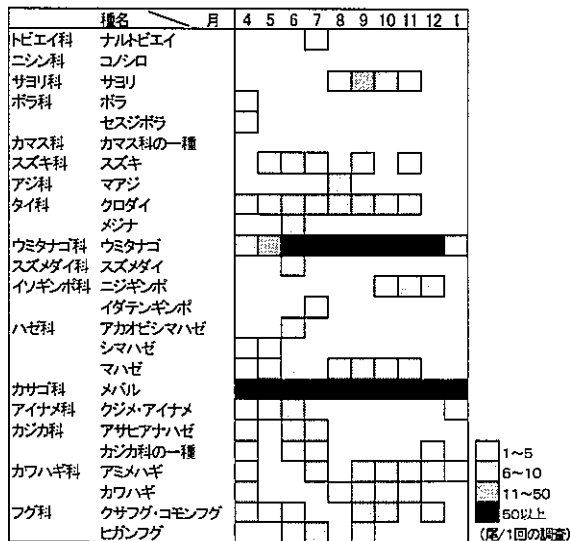 種名 月 4 5 6 7 8 9 10 11 12 1
トビエイ科 ナルトビエイ
ニシン科 コノシロ
サヨリ科 サヨリ
ボラ科 ボラ
セスジボラ
カマス科 カマス科の一種
スズキ科 スズキ
アジ科 マアジ
タイ科 クロダイ
メジナ
ウミタナゴ科 ウミタナゴ
スズメダイ科 スズメダイ
イソギンポ科 ニジギンポ
イダテンギンポ
ハゼ科 アカオビシマハゼ
シマハゼ
マハゼ
カサゴ科 メバル
アイナメ科 クジメ・アイナメ
カジカ科 アサヒアナハゼ
カジカ科の一種
カワハギ科 アミメハギ
カワハギ
フグ科 クサフグ・コモンフグ
ヒガンフグ
1～5
6～10
11～50
50以上
(尾/1回の調査)